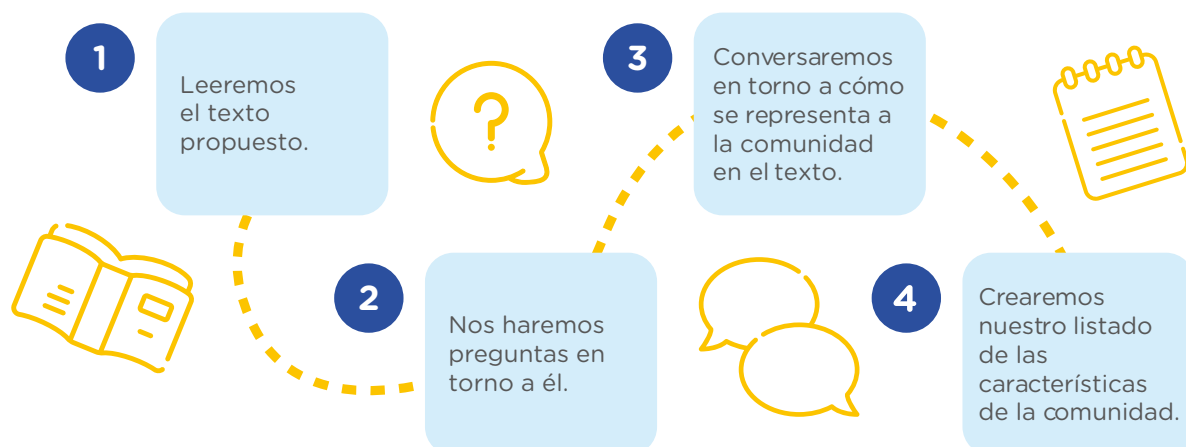 1
Leeremos
el texto
propuesto.
?
2
Nos haremos
preguntas en
torno a él.
3
Conversaremos
en torno a cómo
se representa a
la comunidad
en el texto.
4
Crearemos
nuestro listado
de las
características
de la comunidad.